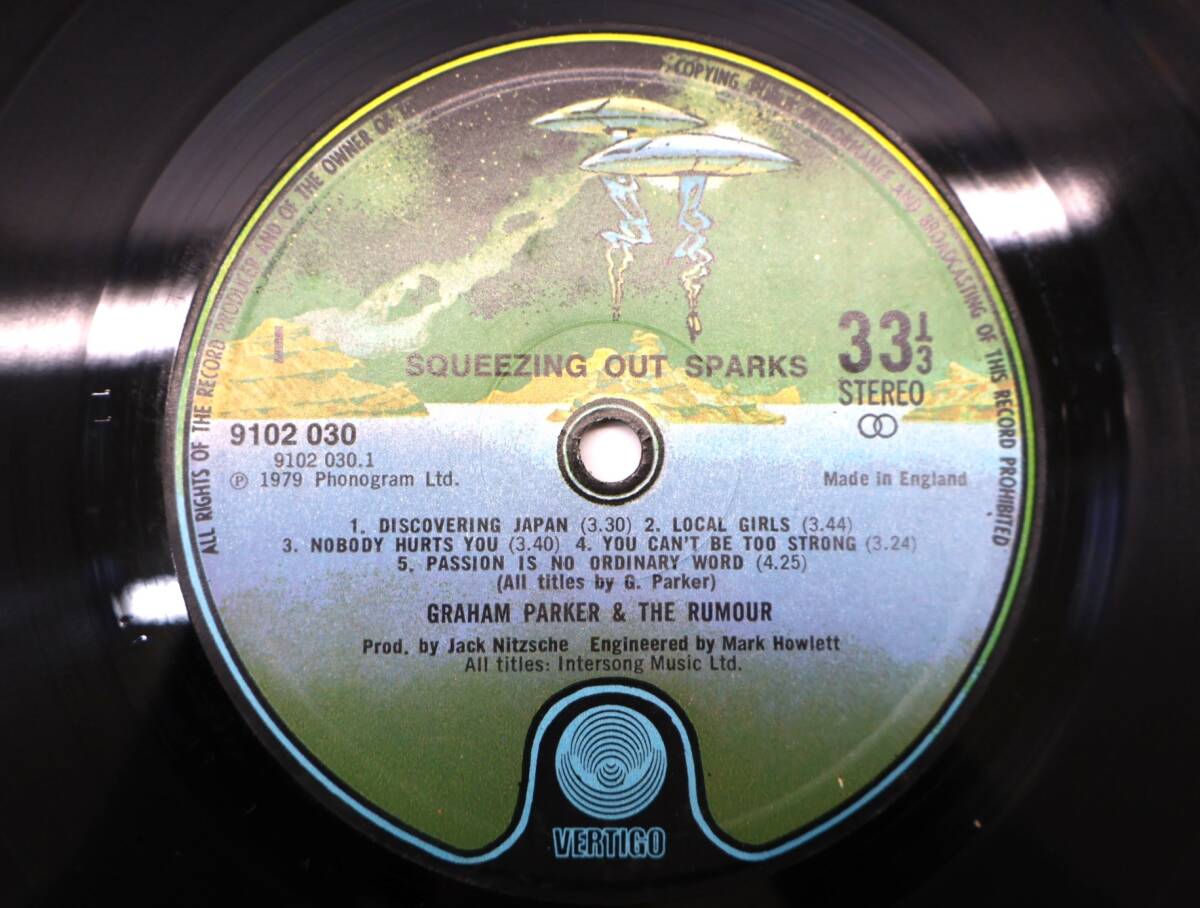 ALL RIGHTS OF THE RECORD PRODUCER AND OF THE OWNER OF
COPYING PUBLIC PERFORMANCE AND BROADCASTING OF THIS RECORD PROHIBITED
1
SQUEEZING OUT SPARKS
33 1/3
STEREO
9102 030
9102 030.1
℗ 1979 Phonogram Ltd.
Made in England
1. DISCOVERING JAPAN (3.30) 2. LOCAL GIRLS (3.44)
3. NOBODY HURTS YOU (3.40) 4. YOU CAN'T BE TOO STRONG (3.24)
5. PASSION IS NO ORDINARY WORD (4.25)
(All titles by G. Parker)
GRAHAM PARKER & THE RUMOUR
Prod. by Jack Nitzsche Engineered by Mark Howlett
All titles: Intersong Music Ltd.
VERTIGO